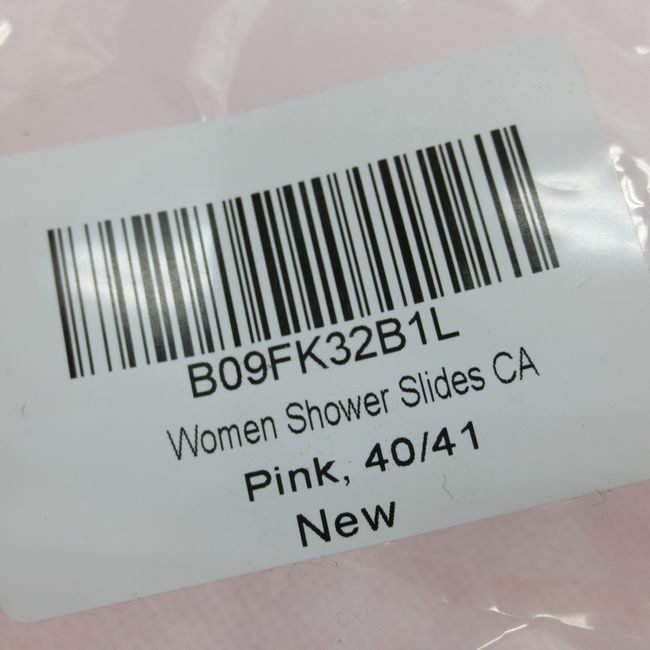 B09FK32B1L
Women Shower Slides CA
Pink, 40/41
New